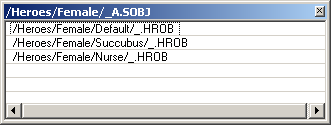 /Heroes/Female/_A.SOBJ
/Heroes/Female/Default/_.HROB
/Heroes/Female/Succubus/_.HROB
/Heroes/Female/Nurse/_.HROB